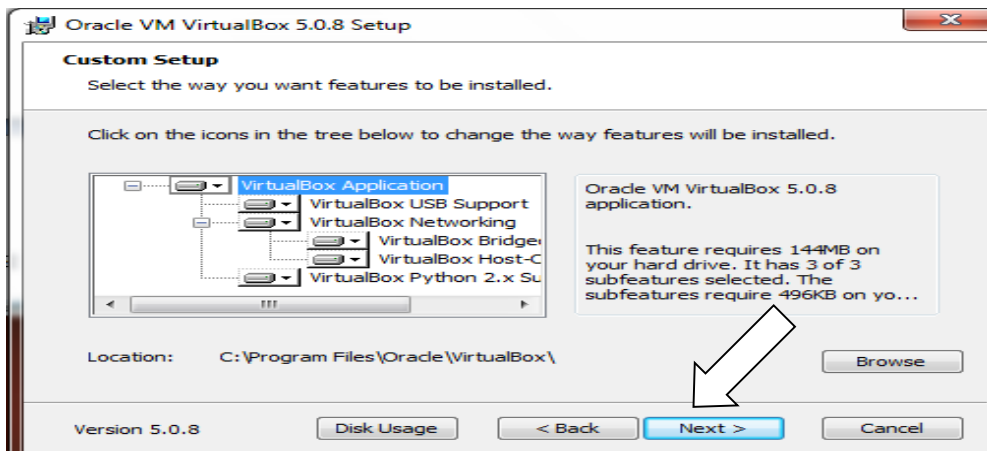 Oracle VM VirtualBox 5.0.8 Setup
Custom Setup
Select the way you want features to be installed.
Click on the icons in the tree below to change the way features will be installed.
VirtualBox Application
VirtualBox USB Support
VirtualBox Networking
VirtualBox Bridge
VirtualBox Host-C
VirtualBox Python 2.x Su
Oracle VM VirtualBox 5.0.8
application.
This feature requires 144MB on
your hard drive. It has 3 of 3
subfeatures selected. The
subfeatures require 496KB on yo...
Location: C:\Program Files\Oracle\VirtualBox\
Browse
Version 5.0.8
Disk Usage
< Back
Next >
Cancel